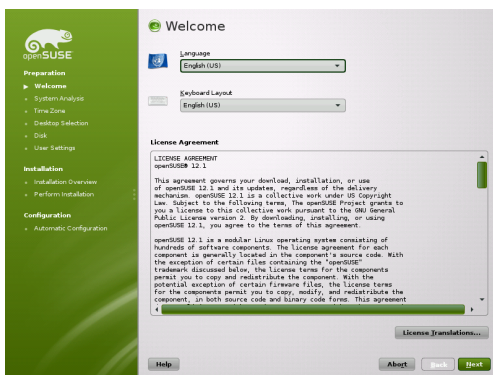 openSUSE
Preparation
Welcome
System Analysis
Time Zone
Desktop Selection
Disk
User Settings
Installation
Installation Overview
Perform Installation
Configuration
Automatic Configuration
Welcome
Language
English (US)
Keyboard Layout
English (US)
License Agreement
LICENSE AGREEMENT
openSUSE® 12.1
This agreement governs your download, installation, or use
of openSUSE 12.1 and its updates, regardless of the delivery
mechanism. openSUSE 12.1 is a collective work under US Copyright
Law. Subject to the following terms, The openSUSE Project grants to
you a license to this collective work pursuant to the GNU General
Public License version 2. By downloading, installing, or using
openSUSE 12.1, you agree to the terms of this agreement.
openSUSE 12.1 is a modular Linux operating system consisting of
hundreds of software components. The license agreement for each
component is generally located in the component's source code. With
the exception of certain files containing the "openSUSE"
trademark discussed below, the license terms for the components
permit you to copy and redistribute the component. With the
potential exception of certain firmware files, the license terms
for the components permit you to copy, modify, and redistribute the
component, in both source code and binary code forms. This agreement
License Translations...
Help
Abort
Back
Next